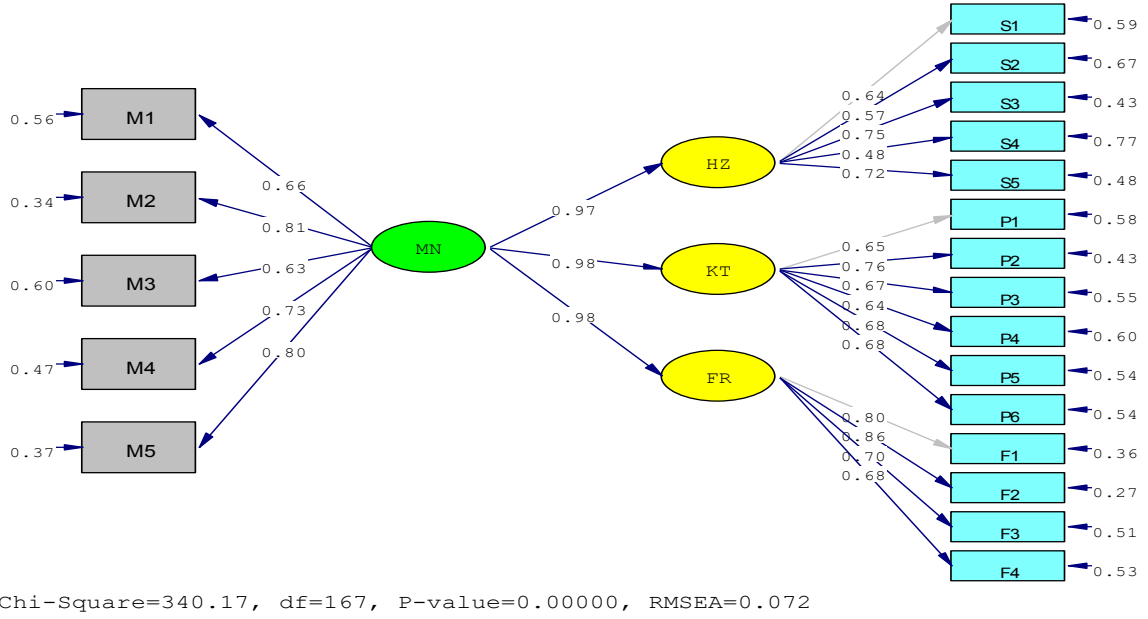 0.56 M1
0.34 M2
0.60 M3
0.47 M4
0.37 M5
0.66
0.81
0.63
0.73
0.80
MN
0.97
0.98
0.98
HZ
KT
FR
0.64
0.57
0.75
0.48
0.72
0.65
0.76
0.67
0.64
0.68
0.68
0.80
0.86
0.70
0.68
S1 0.59
S2 0.67
S3 0.43
S4 0.77
S5 0.48
P1 0.58
P2 0.43
P3 0.55
P4 0.60
P5 0.54
P6 0.54
F1 0.36
F2 0.27
F3 0.51
F4 0.53
Chi-Square=340.17, df=167, P-value=0.00000, RMSEA=0.072